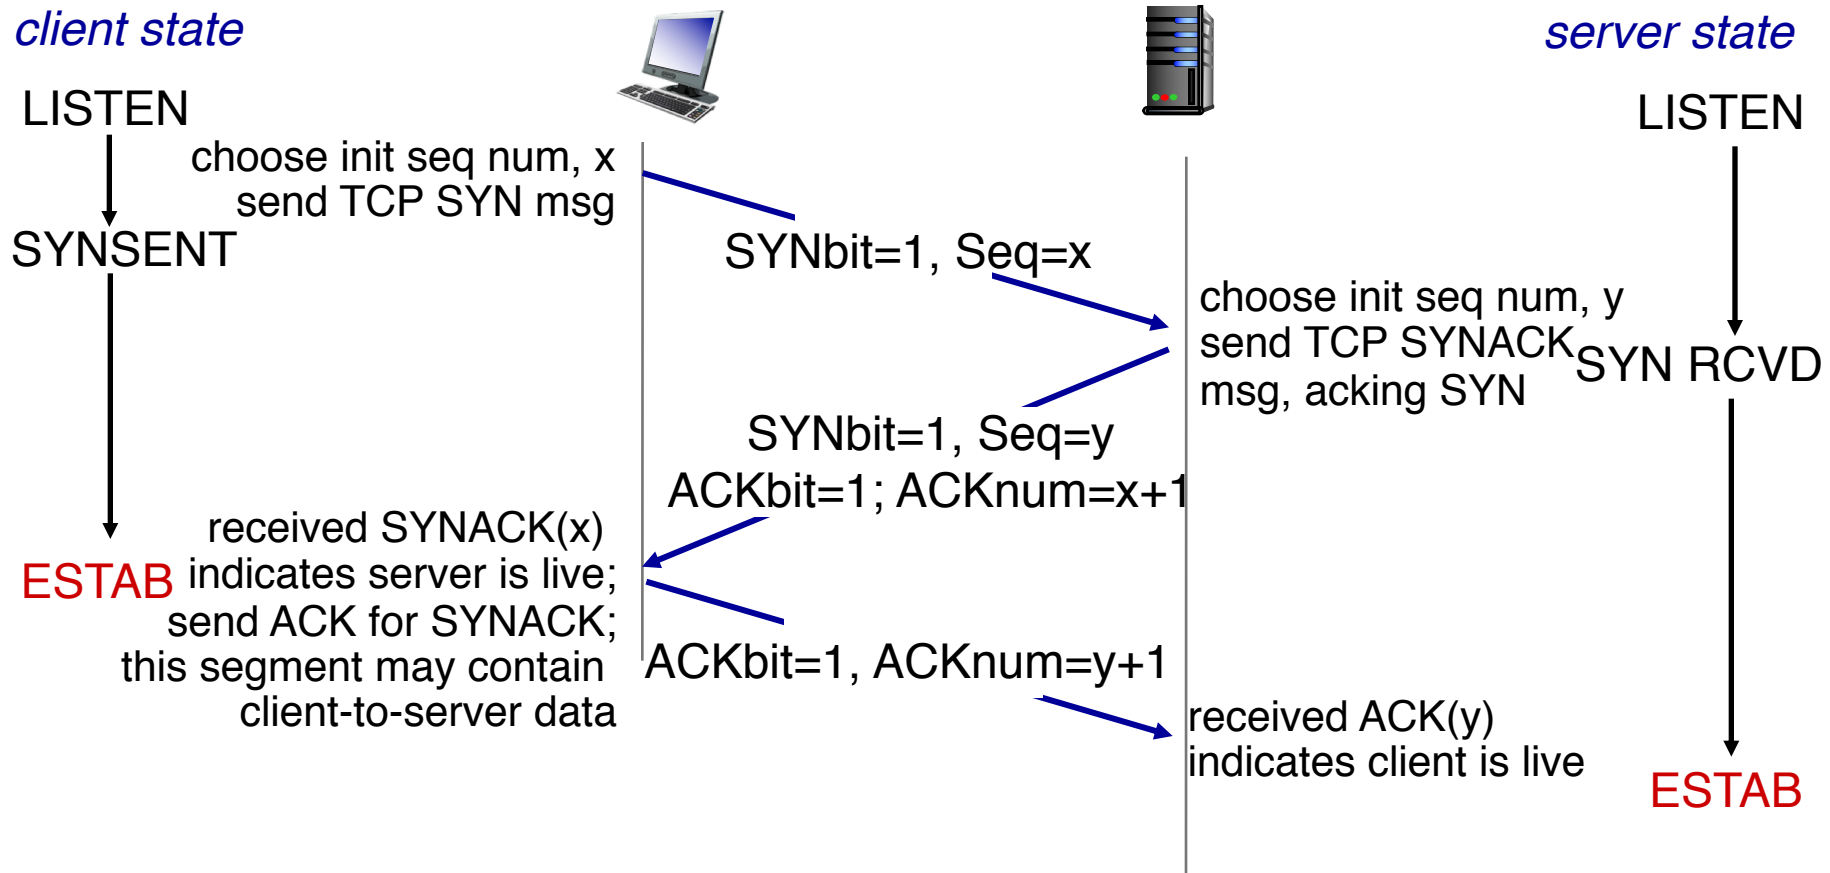 client state
server state
LISTEN
LISTEN
choose init seq num, x
send TCP SYN msg
SYNSENT
SYNbit=1, Seq=x
choose init seq num, y
send TCP SYNACK
msg, acking SYN
SYN RCVD
SYNbit=1, Seq=y
ACKbit=1; ACKnum=x+1
received SYNACK(x)
indicates server is live;
send ACK for SYNACK;
this segment may contain
client-to-server data
ESTAB
ACKbit=1, ACKnum=y+1
received ACK(y)
indicates client is live
ESTAB